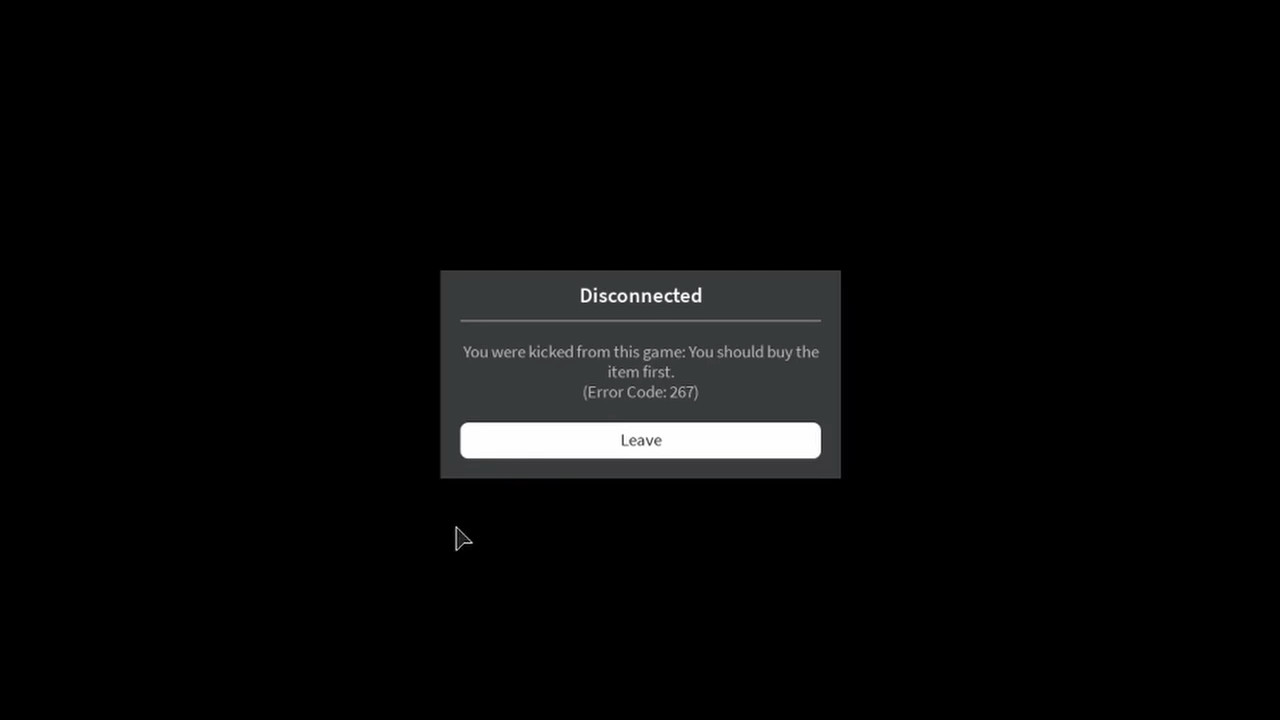 Disconnected
You were kicked from this game: You should buy the
item first.
(Error Code: 267)
Leave